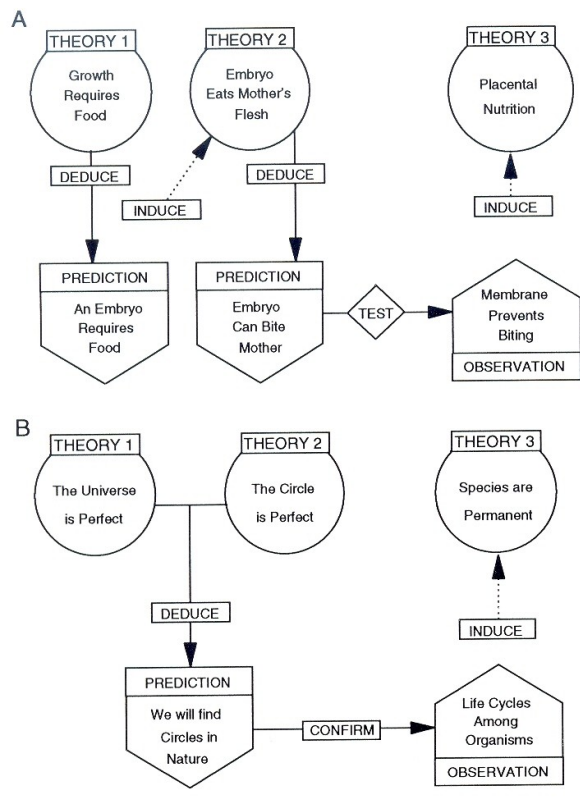 A
THEORY 1
Growth
Requires
Food
THEORY 2
Embryo
Eats Mother's
Flesh
THEORY 3
Placental
Nutrition
DEDUCE
INDUCE
DEDUCE
INDUCE
PREDICTION
An Embryo
Requires
Food
PREDICTION
Embryo
Can Bite
Mother
TEST
Membrane
Prevents
Biting
OBSERVATION
B
THEORY 1
The Universe
is Perfect
THEORY 2
The Circle
is Perfect
THEORY 3
Species are
Permanent
DEDUCE
INDUCE
PREDICTION
We will find
Circles in
Nature
CONFIRM
Life Cycles
Among
Organisms
OBSERVATION